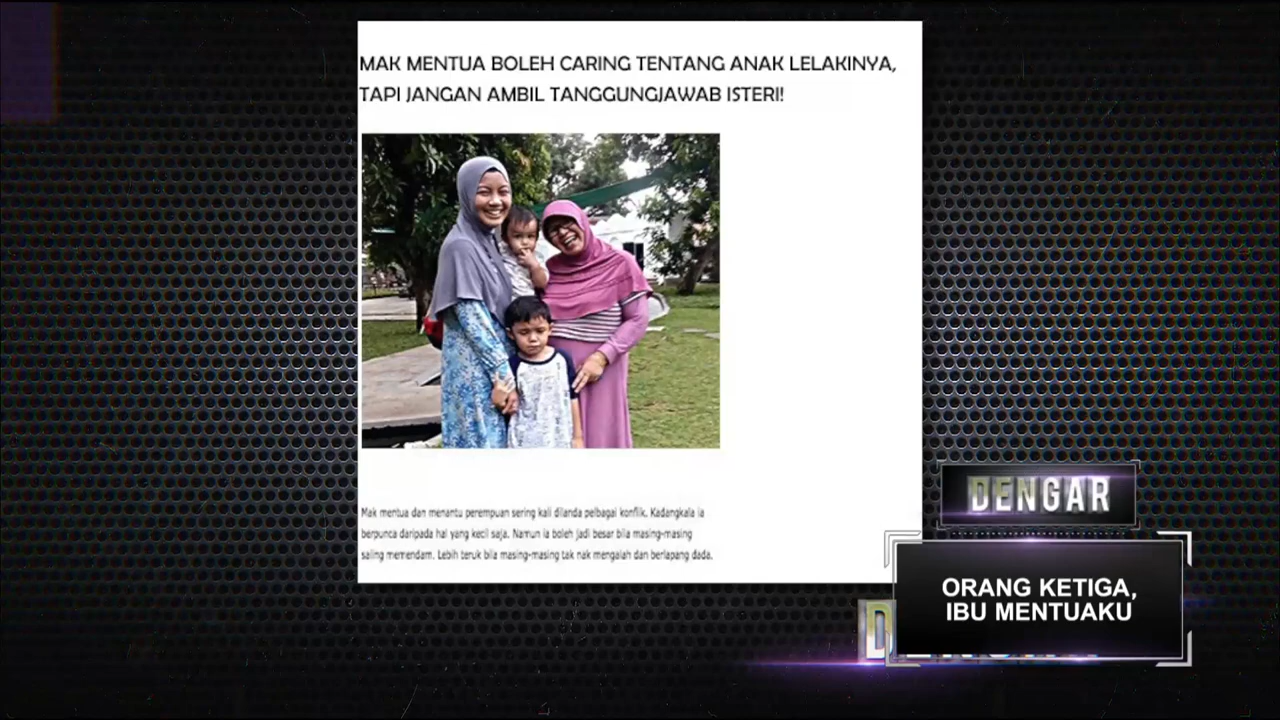 MAK MENTUA BOLEH CARING TENTANG ANAK LELAKINYA,
TAPI JANGAN AMBIL TANGGUNGJAWAB ISTERI!
Mak mentua dan menantu perempuan sering kali dilanda pelbagai konflik. Kadangkala ia
berpunca daripada hal yang kecil saja. Namun ia boleh jadi besar bila masing-masing
saling memendam. Lebih teruk bila masing-masing tak nak mengalah dan berlapang dada.
DENGAR
ORANG KETIGA,
IBU MENTUAKU